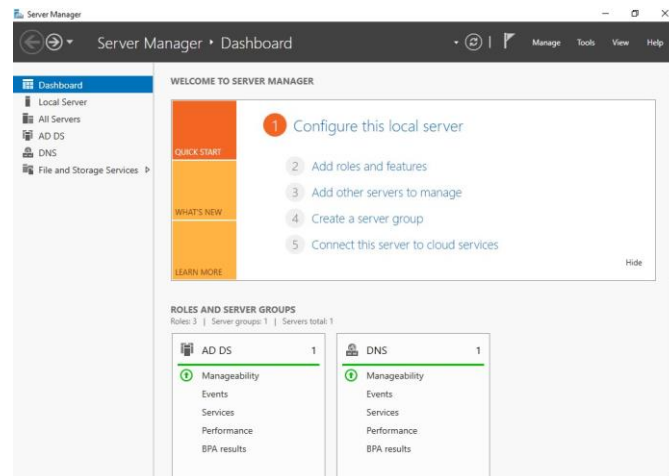 Server Manager
Server Manager • Dashboard
Manage Tools View Help
Dashboard
Local Server
All Servers
AD DS
DNS
File and Storage Services
WELCOME TO SERVER MANAGER
QUICK START
WHAT'S NEW
LEARN MORE
1 Configure this local server
2 Add roles and features
3 Add other servers to manage
4 Create a server group
5 Connect this server to cloud services
Hide
ROLES AND SERVER GROUPS
Roles: 3 | Server groups: 1 | Servers total: 1
AD DS 1
Manageability
Events
Services
Performance
BPA results
DNS 1
Manageability
Events
Services
Performance
BPA results